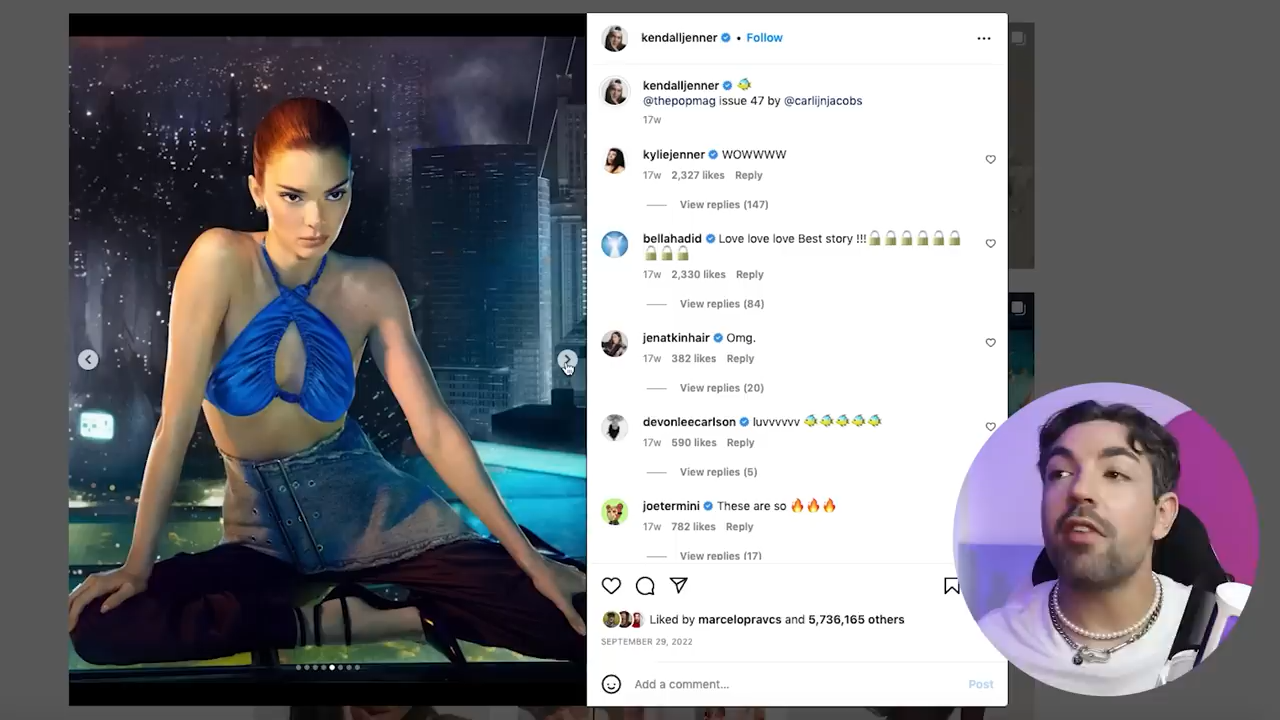 kendalljenner • Follow
kendalljenner
@thepopmag issue 47 by @carlijnjacobs
17w
kyliejenner WOWWWW
17w 2,327 likes Reply
View replies (147)
bellahadid Love love love Best story !!!🔒🔒🔒🔒🔒🔒
🔒🔒🔒
17w 2,330 likes Reply
View replies (84)
jenatkinhair Omg.
17w 382 likes Reply
View replies (20)
devonleecarlson luvvvvvv 🐠🐠🐠🐠🐠
17w 590 likes Reply
View replies (5)
joetermini These are so 🔥🔥🔥
17w 782 likes Reply
View replies (17)
Liked by marcelopravcs and 5,736,165 others
SEPTEMBER 29, 2022
Add a comment... Post